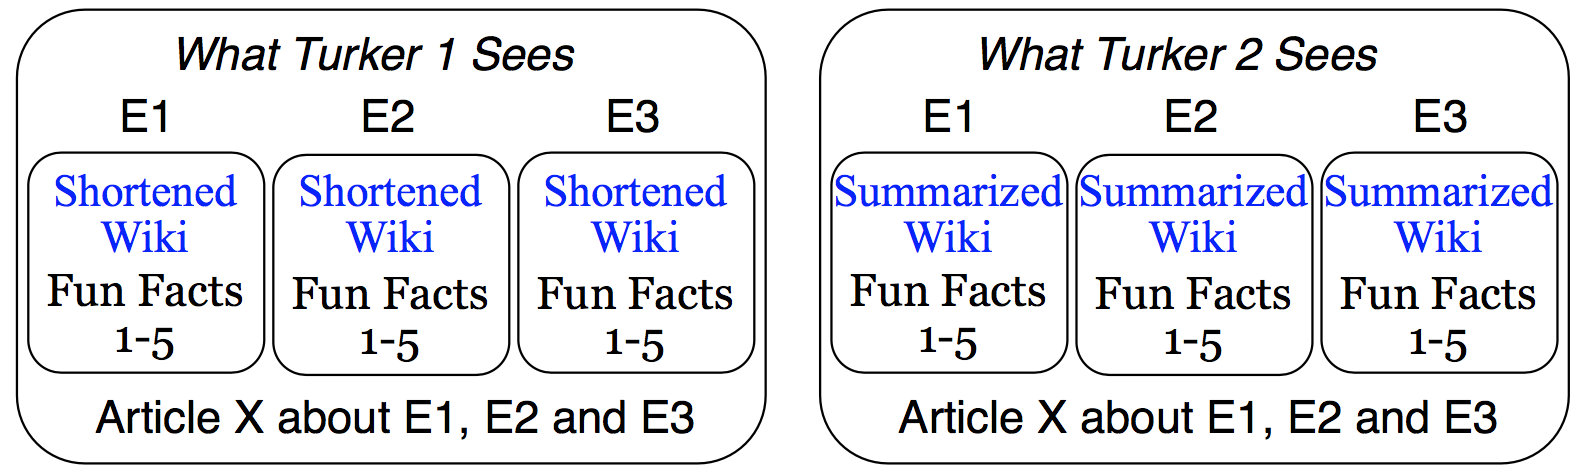 What Turker 1 Sees
E1 E2 E3
Shortened Shortened Shortened
Wiki Wiki Wiki
Fun Facts Fun Facts Fun Facts
1-5 1-5 1-5
Article X about E1, E2 and E3
What Turker 2 Sees
E1 E2 E3
Summarized Summarized Summarized
Wiki Wiki Wiki
Fun Facts Fun Facts Fun Facts
1-5 1-5 1-5
Article X about E1, E2 and E3